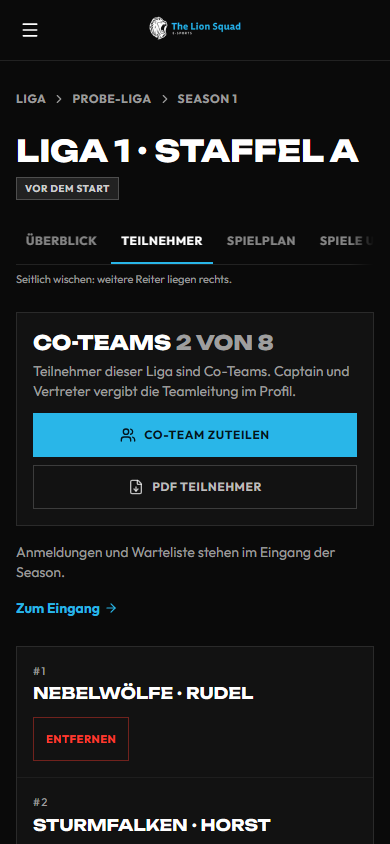 The Lion Squad
LIGA > PROBE-LIGA > SEASON 1
LIGA 1 · STAFFEL A
VOR DEM START
ÜBERBLICK TEILNEHMER SPIELPLAN SPIELE
Seitlich wischen: weitere Reiter liegen rechts.
CO-TEAMS 2 VON 8
Teilnehmer dieser Liga sind Co-Teams. Captain und
Vertreter vergibt die Teamleitung im Profil.
CO-TEAM ZUTEILEN
PDF TEILNEHMER
Anmeldungen und Warteliste stehen im Eingang der
Season.
Zum Eingang →
#1
NEBELWÖLFE · RUDEL
ENTFERNEN
#2
STURMFALKEN · HORST